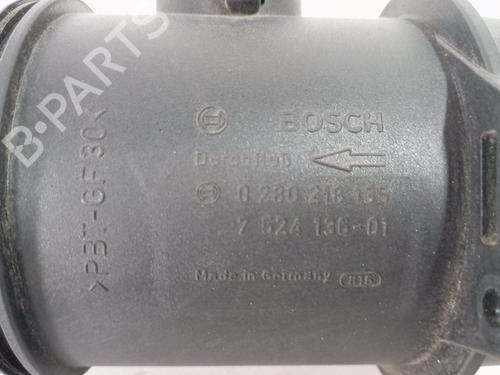 >PBT-GF30<
BOSCH
Durchfluß
0 280 218 135
7 524 136-01
Made in Germany
B-PARTS